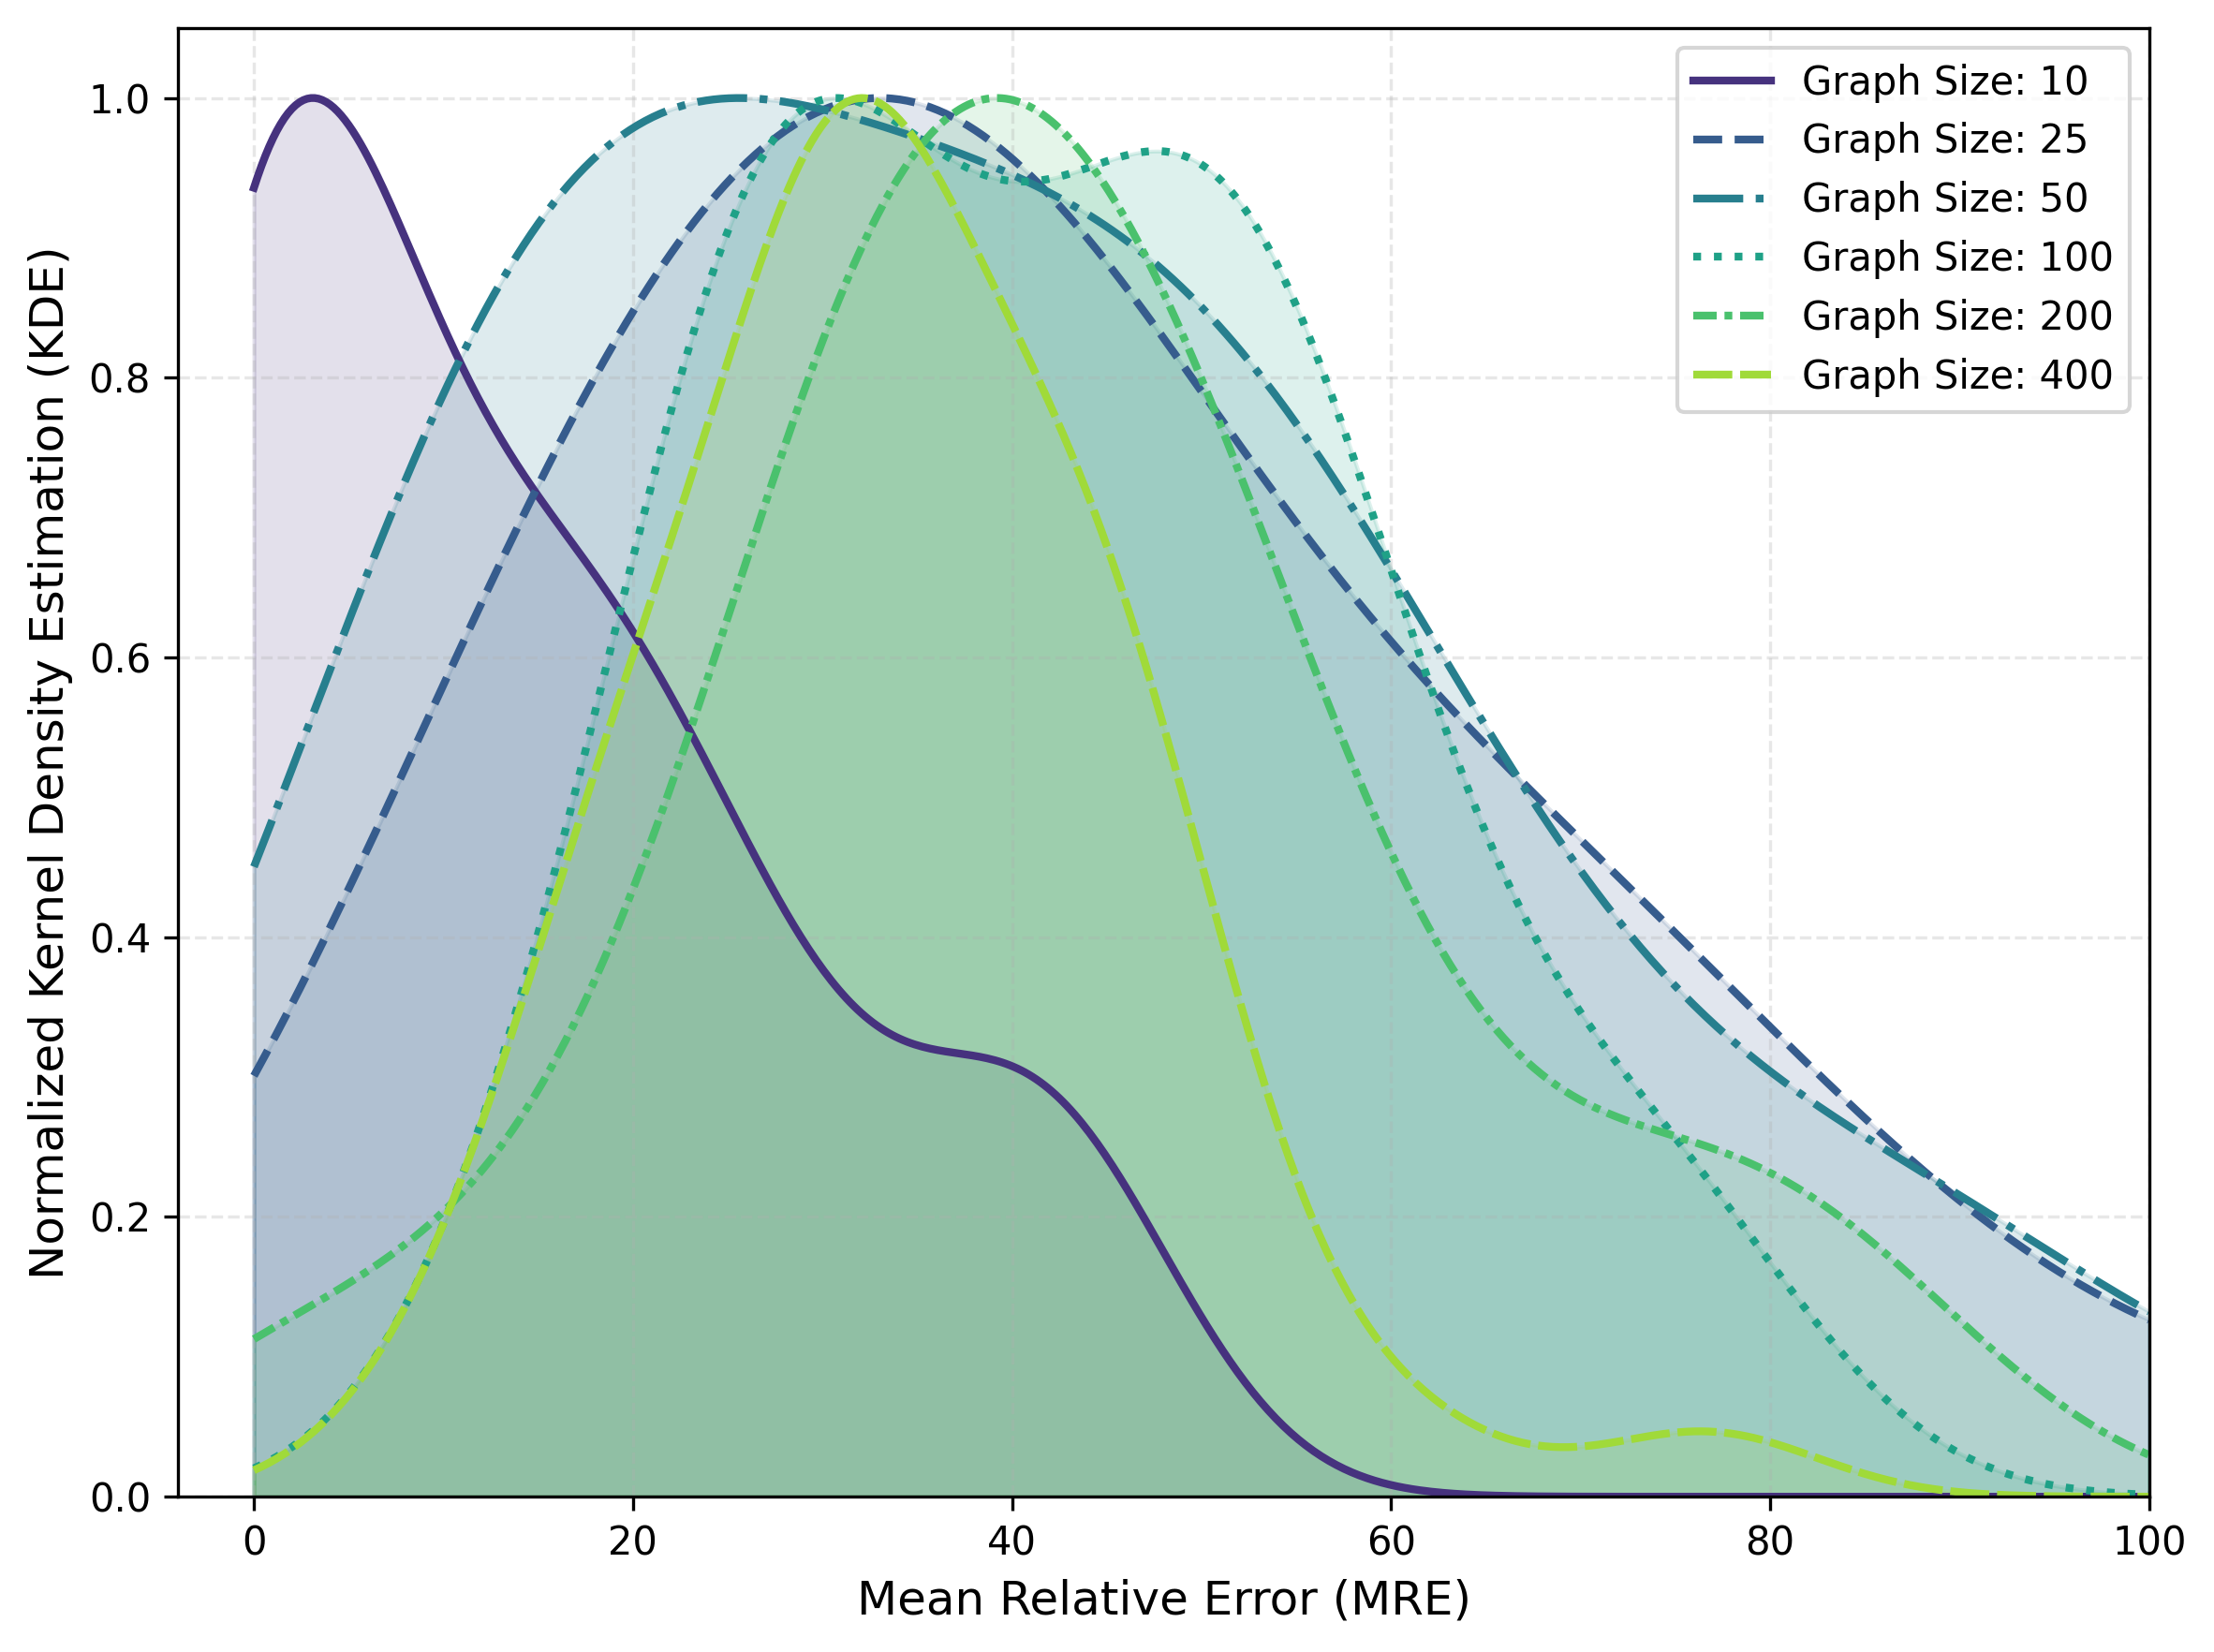 Normalized Kernel Density Estimation (KDE)
1.0
0.8
0.6
0.4
0.2
0.0
Graph Size: 10
Graph Size: 25
Graph Size: 50
Graph Size: 100
Graph Size: 200
Graph Size: 400
0 20 40 60 80 100
Mean Relative Error (MRE)